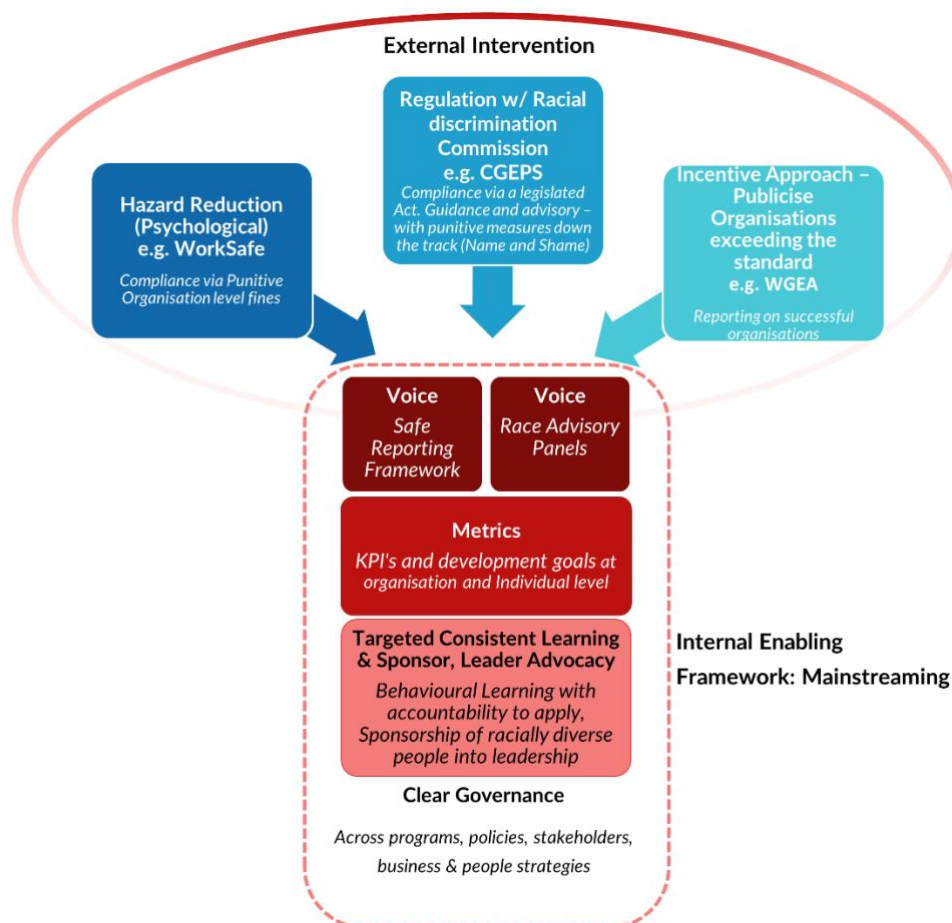 External Intervention
Regulation w/ Racial
discrimination
Commission
e.g. CGEPS
Compliance via a legislated
Act. Guidance and advisory –
with punitive measures down
the track (Name and Shame)
Hazard Reduction
(Psychological)
e.g. WorkSafe
Compliance via Punitive
Organisation level fines
Incentive Approach –
Publicise
Organisations
exceeding the
standard
e.g. WGEA
Reporting on successful
organisations
Voice
Safe
Reporting
Framework
Voice
Race Advisory
Panels
Metrics
KPI's and development goals at
organisation and Individual level
Targeted Consistent Learning
& Sponsor, Leader Advocacy
Behavioural Learning with
accountability to apply,
Sponsorship of racially diverse
people into leadership
Internal Enabling
Framework: Mainstreaming
Clear Governance
Across programs, policies, stakeholders,
business & people strategies